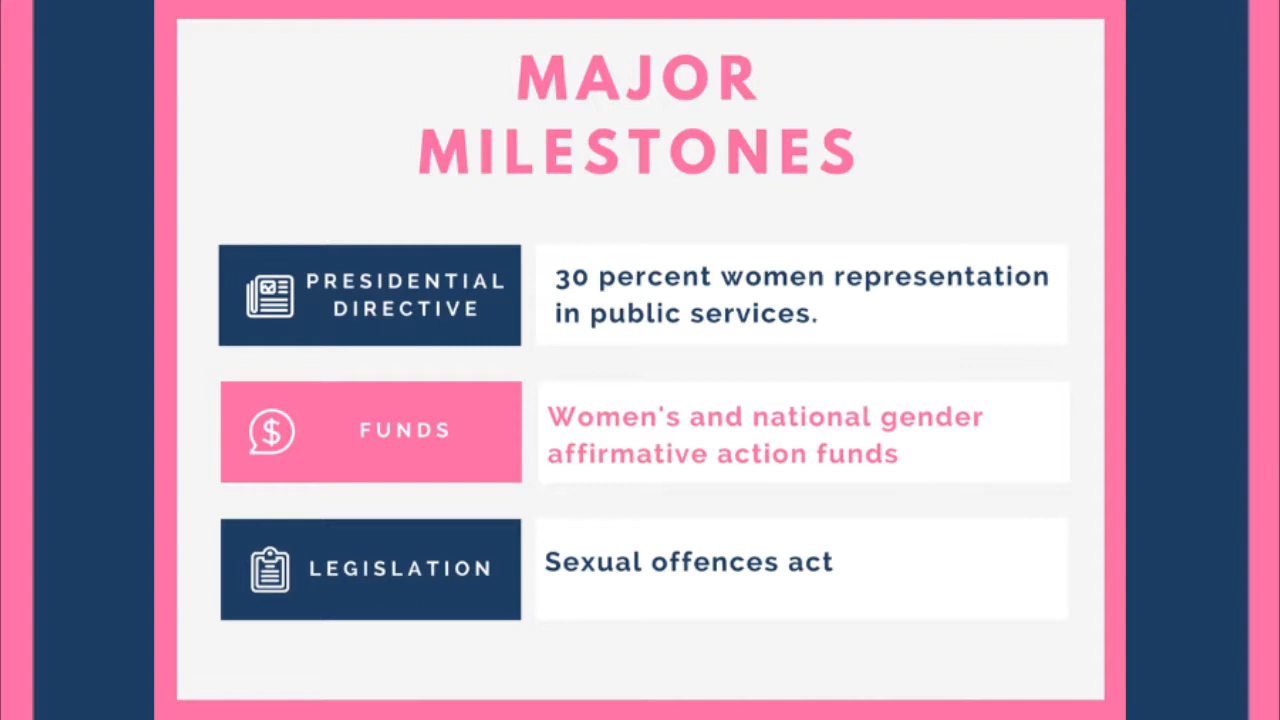 MAJOR
MILESTONES
PRESIDENTIAL
DIRECTIVE
30 percent women representation
in public services.
FUNDS
Women's and national gender
affirmative action funds
LEGISLATION
Sexual offences act